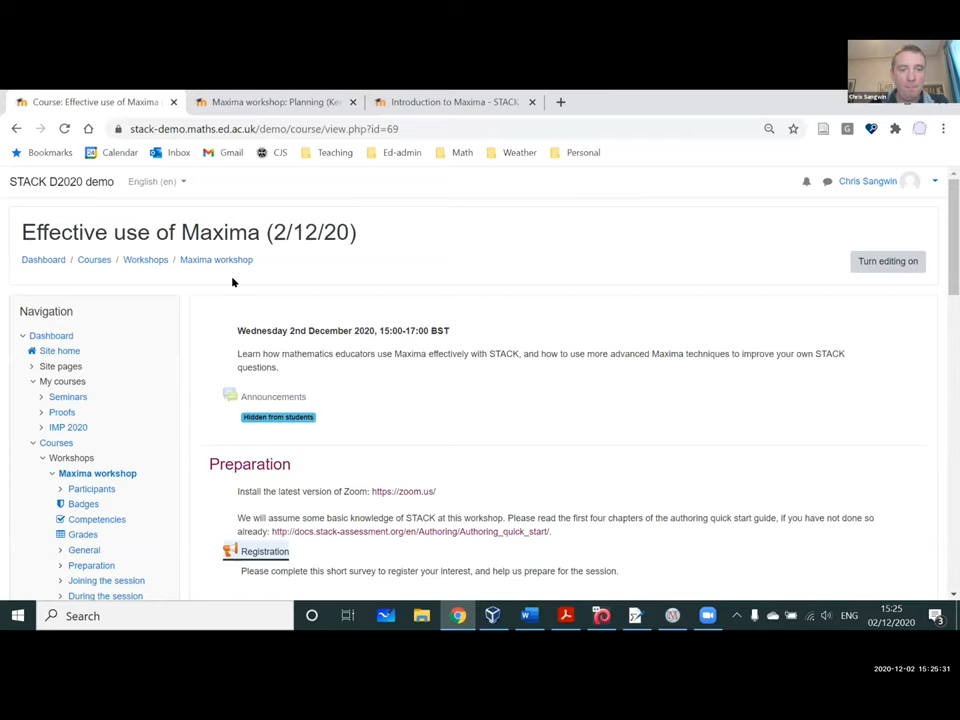 Chris Sangwin
Course: Effective use of Maxima
Maxima workshop: Planning (Ke
Introduction to Maxima - STACK
stack-demo.maths.ed.ac.uk/demo/course/view.php?id=69
Bookmarks Calendar Inbox Gmail CJS Teaching Ed-admin Math Weather Personal
STACK D2020 demo English (en) Chris Sangwin
Effective use of Maxima (2/12/20)
Dashboard / Courses / Workshops / Maxima workshop
Turn editing on
Navigation
Dashboard
Site home
Site pages
My courses
Seminars
Proofs
IMP 2020
Courses
Workshops
Maxima workshop
Participants
Badges
Competencies
Grades
General
Preparation
Joining the session
During the session
Wednesday 2nd December 2020, 15:00-17:00 BST
Learn how mathematics educators use Maxima effectively with STACK, and how to use more advanced Maxima techniques to improve your own STACK
questions.
Announcements
Hidden from students
Preparation
Install the latest version of Zoom: https://zoom.us/
We will assume some basic knowledge of STACK at this workshop. Please read the first four chapters of the authoring quick start guide, if you have not done so
already: http://docs.stack-assessment.org/en/Authoring/Authoring_quick_start/.
Registration
Please complete this short survey to register your interest, and help us prepare for the session.
Search
ENG
15:25
02/12/2020
3
2020-12-02 15:25:31